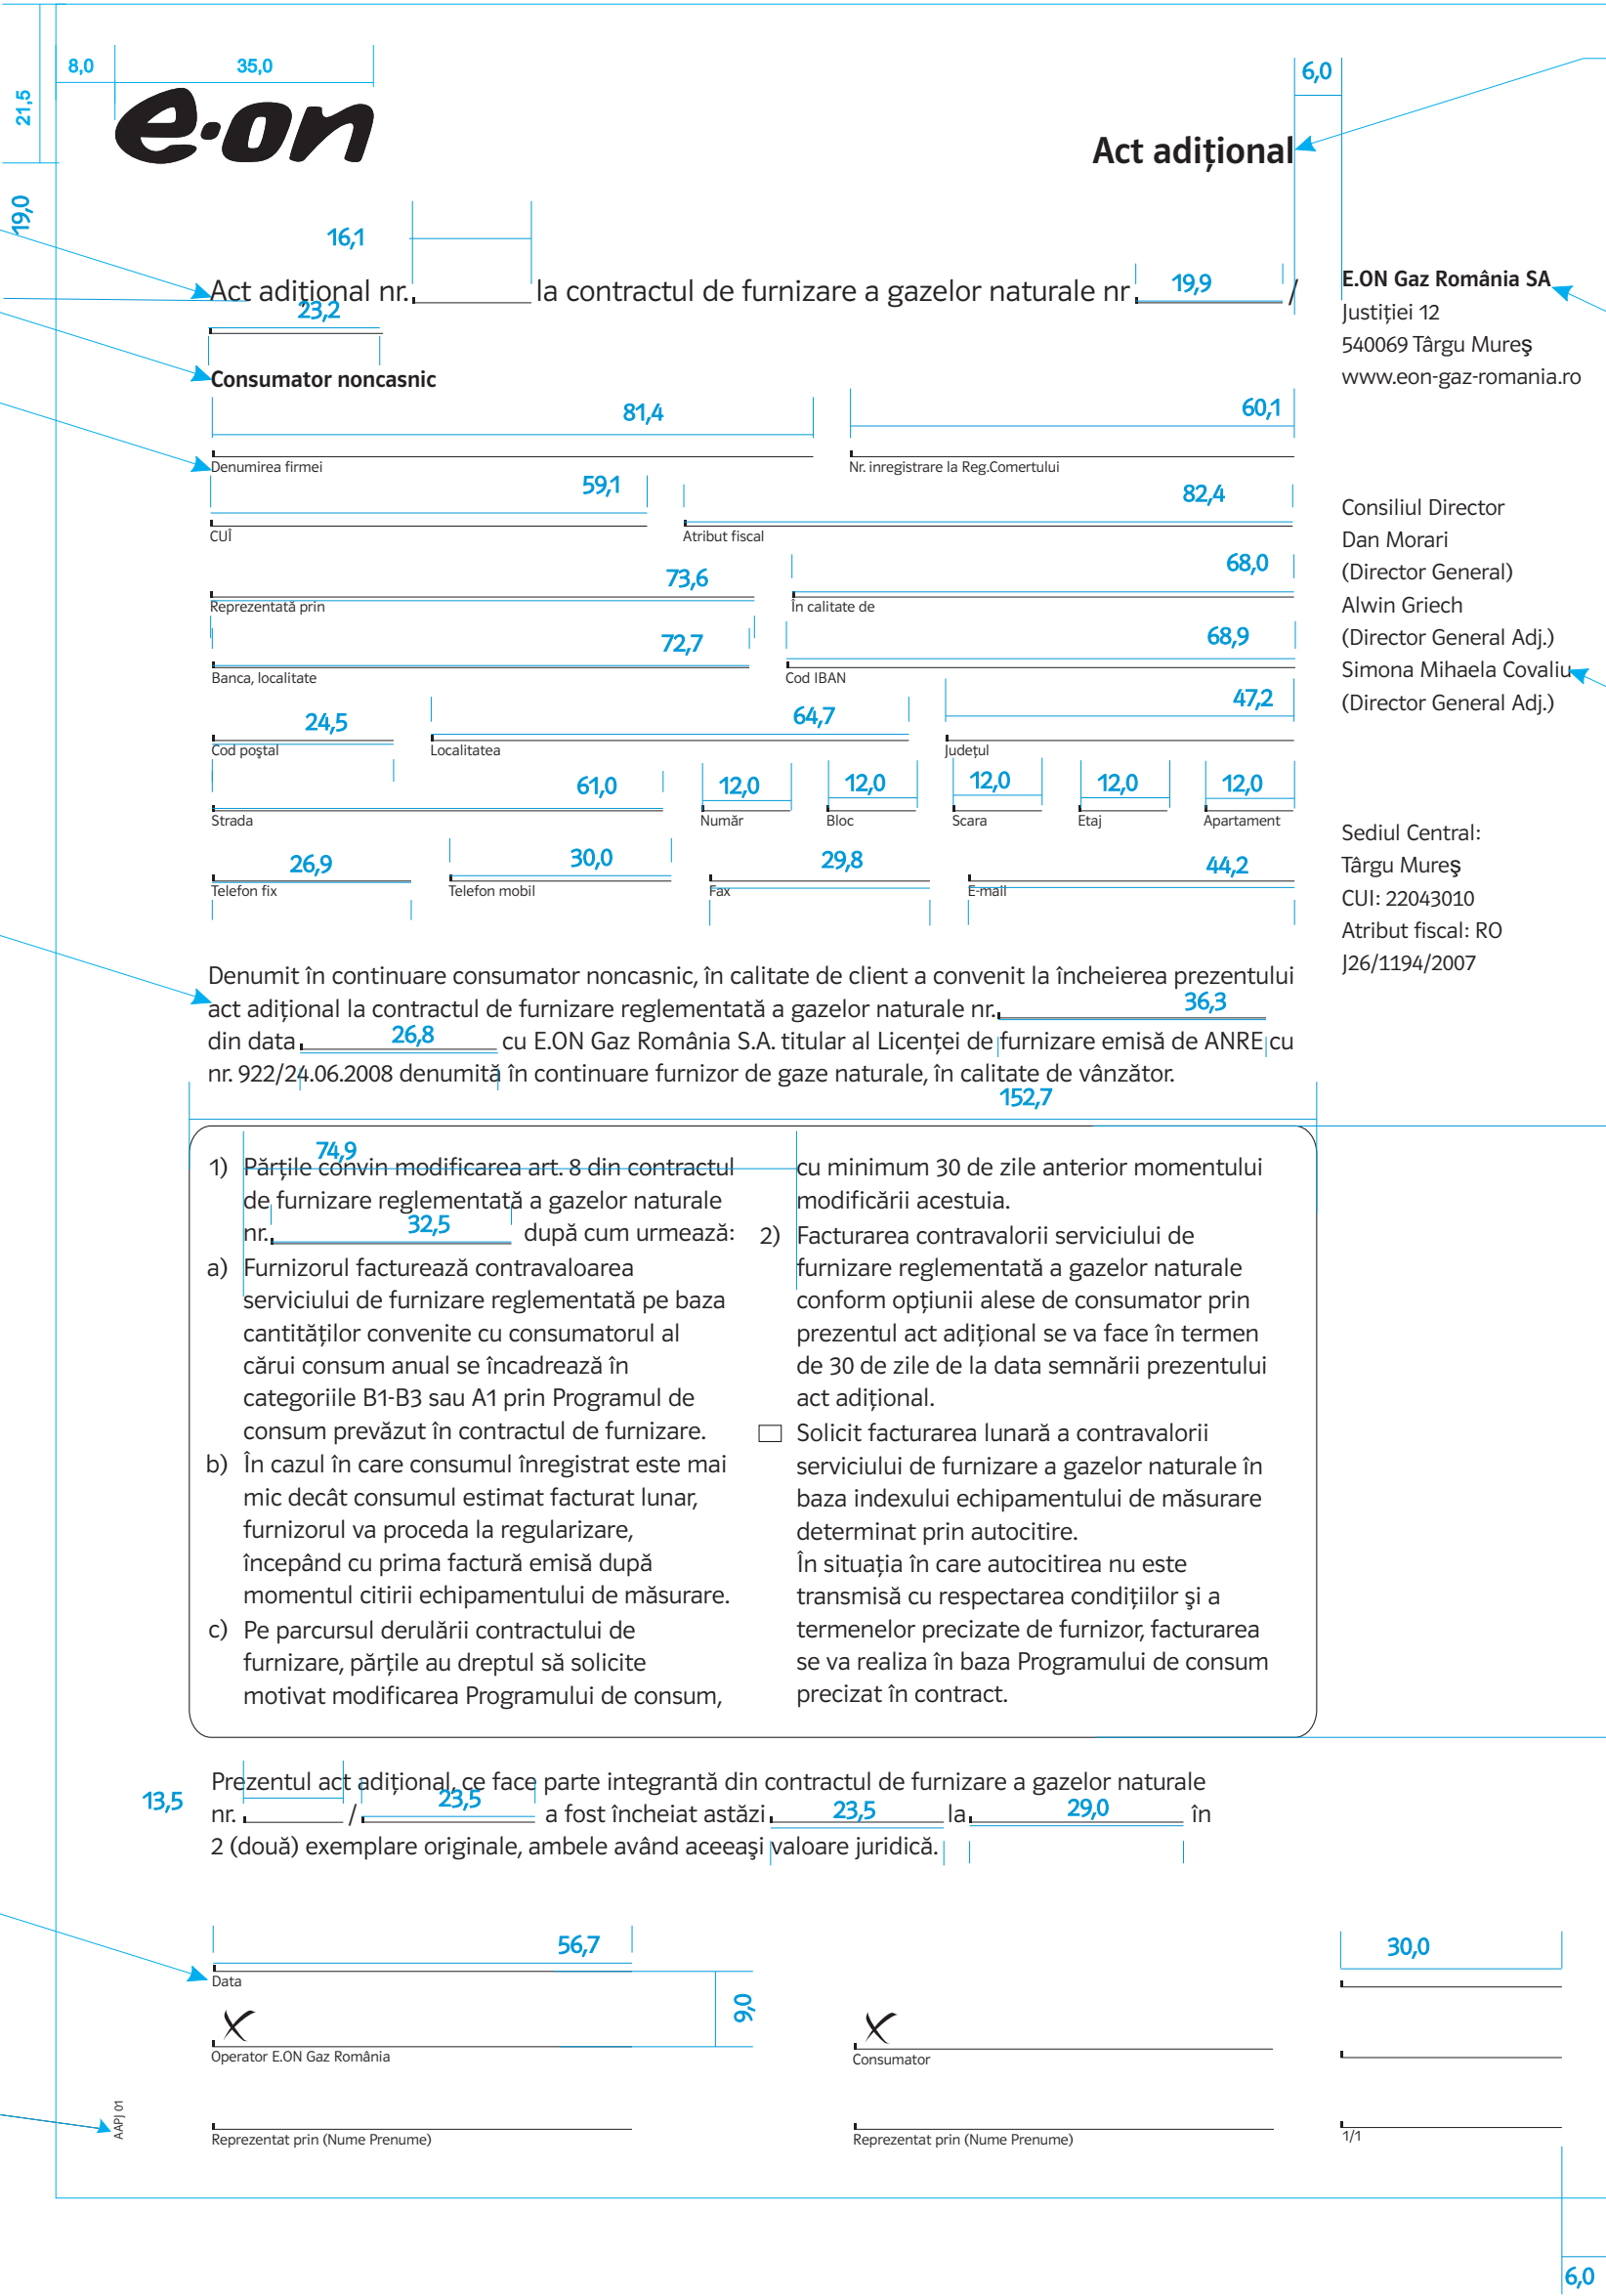 8,0 35,0 6,0
21,5
e·on
Act adițional
19,0
16,1
Act adițional nr. la contractul de furnizare a gazelor naturale nr 19,9 /
23,2
E.ON Gaz România SA
Justiției 12
540069 Târgu Mureş
www.eon-gaz-romania.ro
Consumator noncasnic
81,4 60,1
Denumirea firmei Nr. inregistrare la Reg.Comertului
59,1 82,4
CUÎ Atribut fiscal
73,6 68,0
Reprezentată prin În calitate de
72,7 68,9
Banca, localitate Cod IBAN
24,5 64,7 47,2
Cod poştal Localitatea Județul
61,0 12,0 12,0 12,0 12,0 12,0
Strada Număr Bloc Scara Etaj Apartament
26,9 30,0 29,8 44,2
Telefon fix Telefon mobil Fax E-mail
Consiliul Director
Dan Morari
(Director General)
Alwin Griech
(Director General Adj.)
Simona Mihaela Covaliu
(Director General Adj.)
Sediul Central:
Târgu Mureş
CUI: 22043010
Atribut fiscal: RO
J26/1194/2007
Denumit în continuare consumator noncasnic, în calitate de client a convenit la încheierea prezentului
act adițional la contractul de furnizare reglementată a gazelor naturale nr. 36,3
din data 26,8 cu E.ON Gaz România S.A. titular al Licenței de furnizare emisă de ANRE cu
nr. 922/24.06.2008 denumită în continuare furnizor de gaze naturale, în calitate de vânzător.
152,7
74,9
1) Părțile convin modificarea art. 8 din contractul
de furnizare reglementată a gazelor naturale
nr. 32,5 după cum urmează:
a) Furnizorul facturează contravaloarea
serviciului de furnizare reglementată pe baza
cantităților convenite cu consumatorul al
cărui consum anual se încadrează în
categoriile B1-B3 sau A1 prin Programul de
consum prevăzut în contractul de furnizare.
b) În cazul în care consumul înregistrat este mai
mic decât consumul estimat facturat lunar,
furnizorul va proceda la regularizare,
începând cu prima factură emisă după
momentul citirii echipamentului de măsurare.
c) Pe parcursul derulării contractului de
furnizare, părțile au dreptul să solicite
motivat modificarea Programului de consum,
cu minimum 30 de zile anterior momentului
modificării acestuia.
2) Facturarea contravalorii serviciului de
furnizare reglementată a gazelor naturale
conform opțiunii alese de consumator prin
prezentul act adițional se va face în termen
de 30 de zile de la data semnării prezentului
act adițional.
Solicit facturarea lunară a contravalorii
serviciului de furnizare a gazelor naturale în
baza indexului echipamentului de măsurare
determinat prin autocitire.
În situația în care autocitirea nu este
transmisă cu respectarea condițiilor şi a
termenelor precizate de furnizor, facturarea
se va realiza în baza Programului de consum
precizat în contract.
Prezentul act adițional, ce face parte integrantă din contractul de furnizare a gazelor naturale
13,5 nr. / 23,5 a fost încheiat astăzi 23,5 la 29,0 în
2 (două) exemplare originale, ambele având aceeaşi valoare juridică.
56,7 30,0
Data
9,0
Operator E.ON Gaz România Consumator
AAPJ 01
Reprezentat prin (Nume Prenume) Reprezentat prin (Nume Prenume) 1/1
6,0